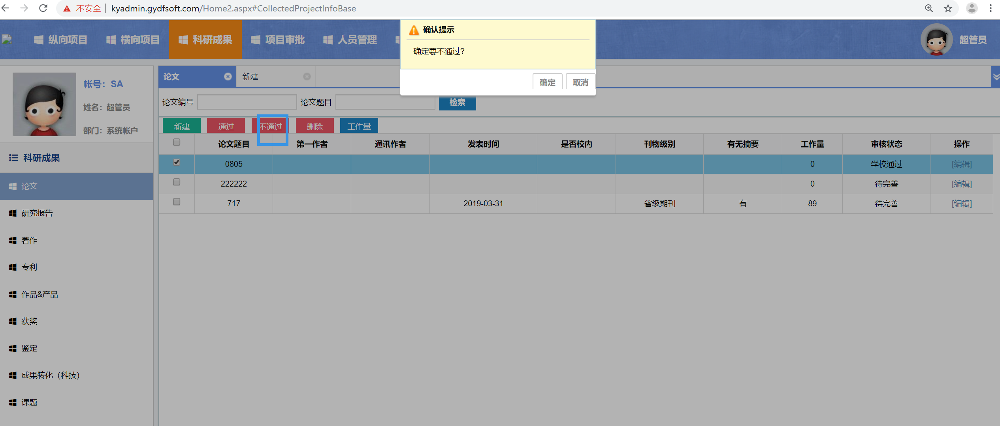 不安全 kyadmin.gydfsoft.com/Home2.aspx#CollectedProjectInfoBase
纵向项目 横向项目 科研成果 项目审批 人员管理 超管员
确认提示
确定要不通过?
确定 取消
帐号：SA
姓名：超管员
部门：系统帐户
科研成果
论文
研究报告
著作
专利
作品&产品
获奖
鉴定
成果转化（科技）
课题
论文 新建
论文编号 论文题目 检索
新建 通过 不通过 删除 工作量
论文题目 第一作者 通讯作者 发表时间 是否校内 刊物级别 有无摘要 工作量 审核状态 操作
0805 0 学校通过 [编辑]
222222 0 待完善 [编辑]
717 2019-03-31 省级期刊 有 89 待完善 [编辑]